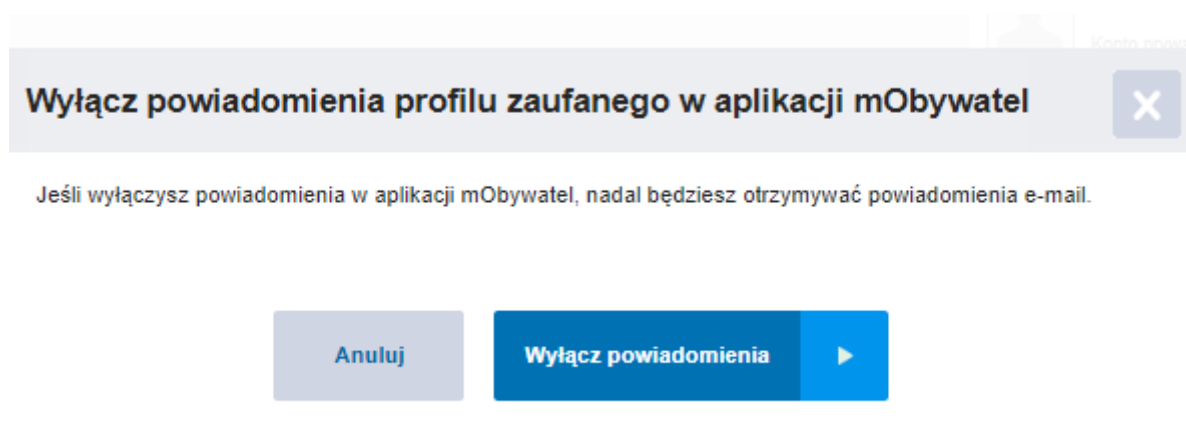 Wyłącz powiadomienia profilu zaufanego w aplikacji mObywatel
Jeśli wyłączysz powiadomienia w aplikacji mObywatel, nadal będziesz otrzymywać powiadomienia e-mail.
Anuluj
Wyłącz powiadomienia